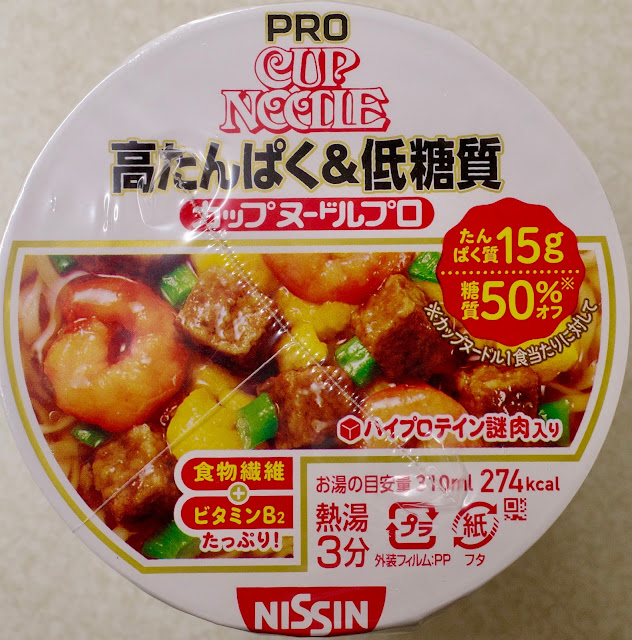 PRO
CUP
NOODLE
高たんぱく&低糖質
カップヌードルプロ
たん
ぱく質15g
糖質50%※オフ
※カップヌードル1食当たりに対して
ハイプロテイン謎肉入り
食物繊維
+
ビタミンB2
たっぷり!
お湯の目安量 310ml 274kcal
熱湯
3分
プラ
紙
外装フィルム:PP フタ
NISSIN